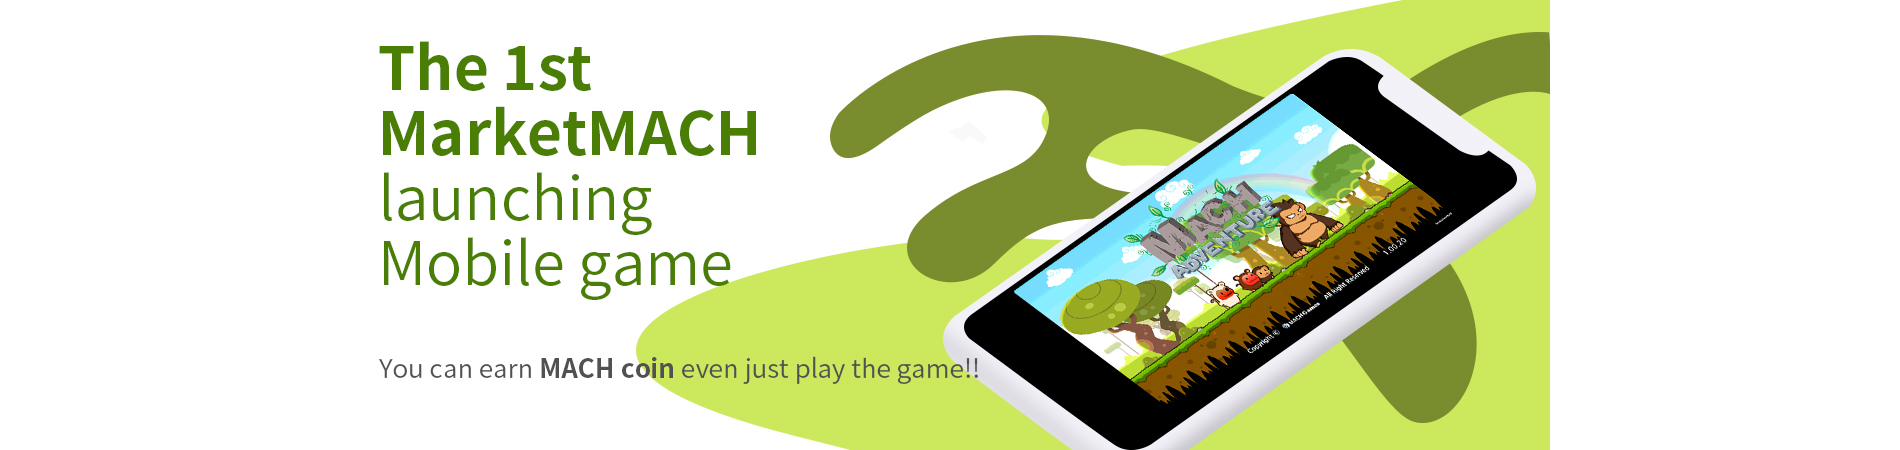 The 1st
MarketMACH
launching
Mobile game
You can earn MACH coin even just play the game!!
MACH
ADVENTURE
1.00.20
Copyright © MACHGames All Right Reserved